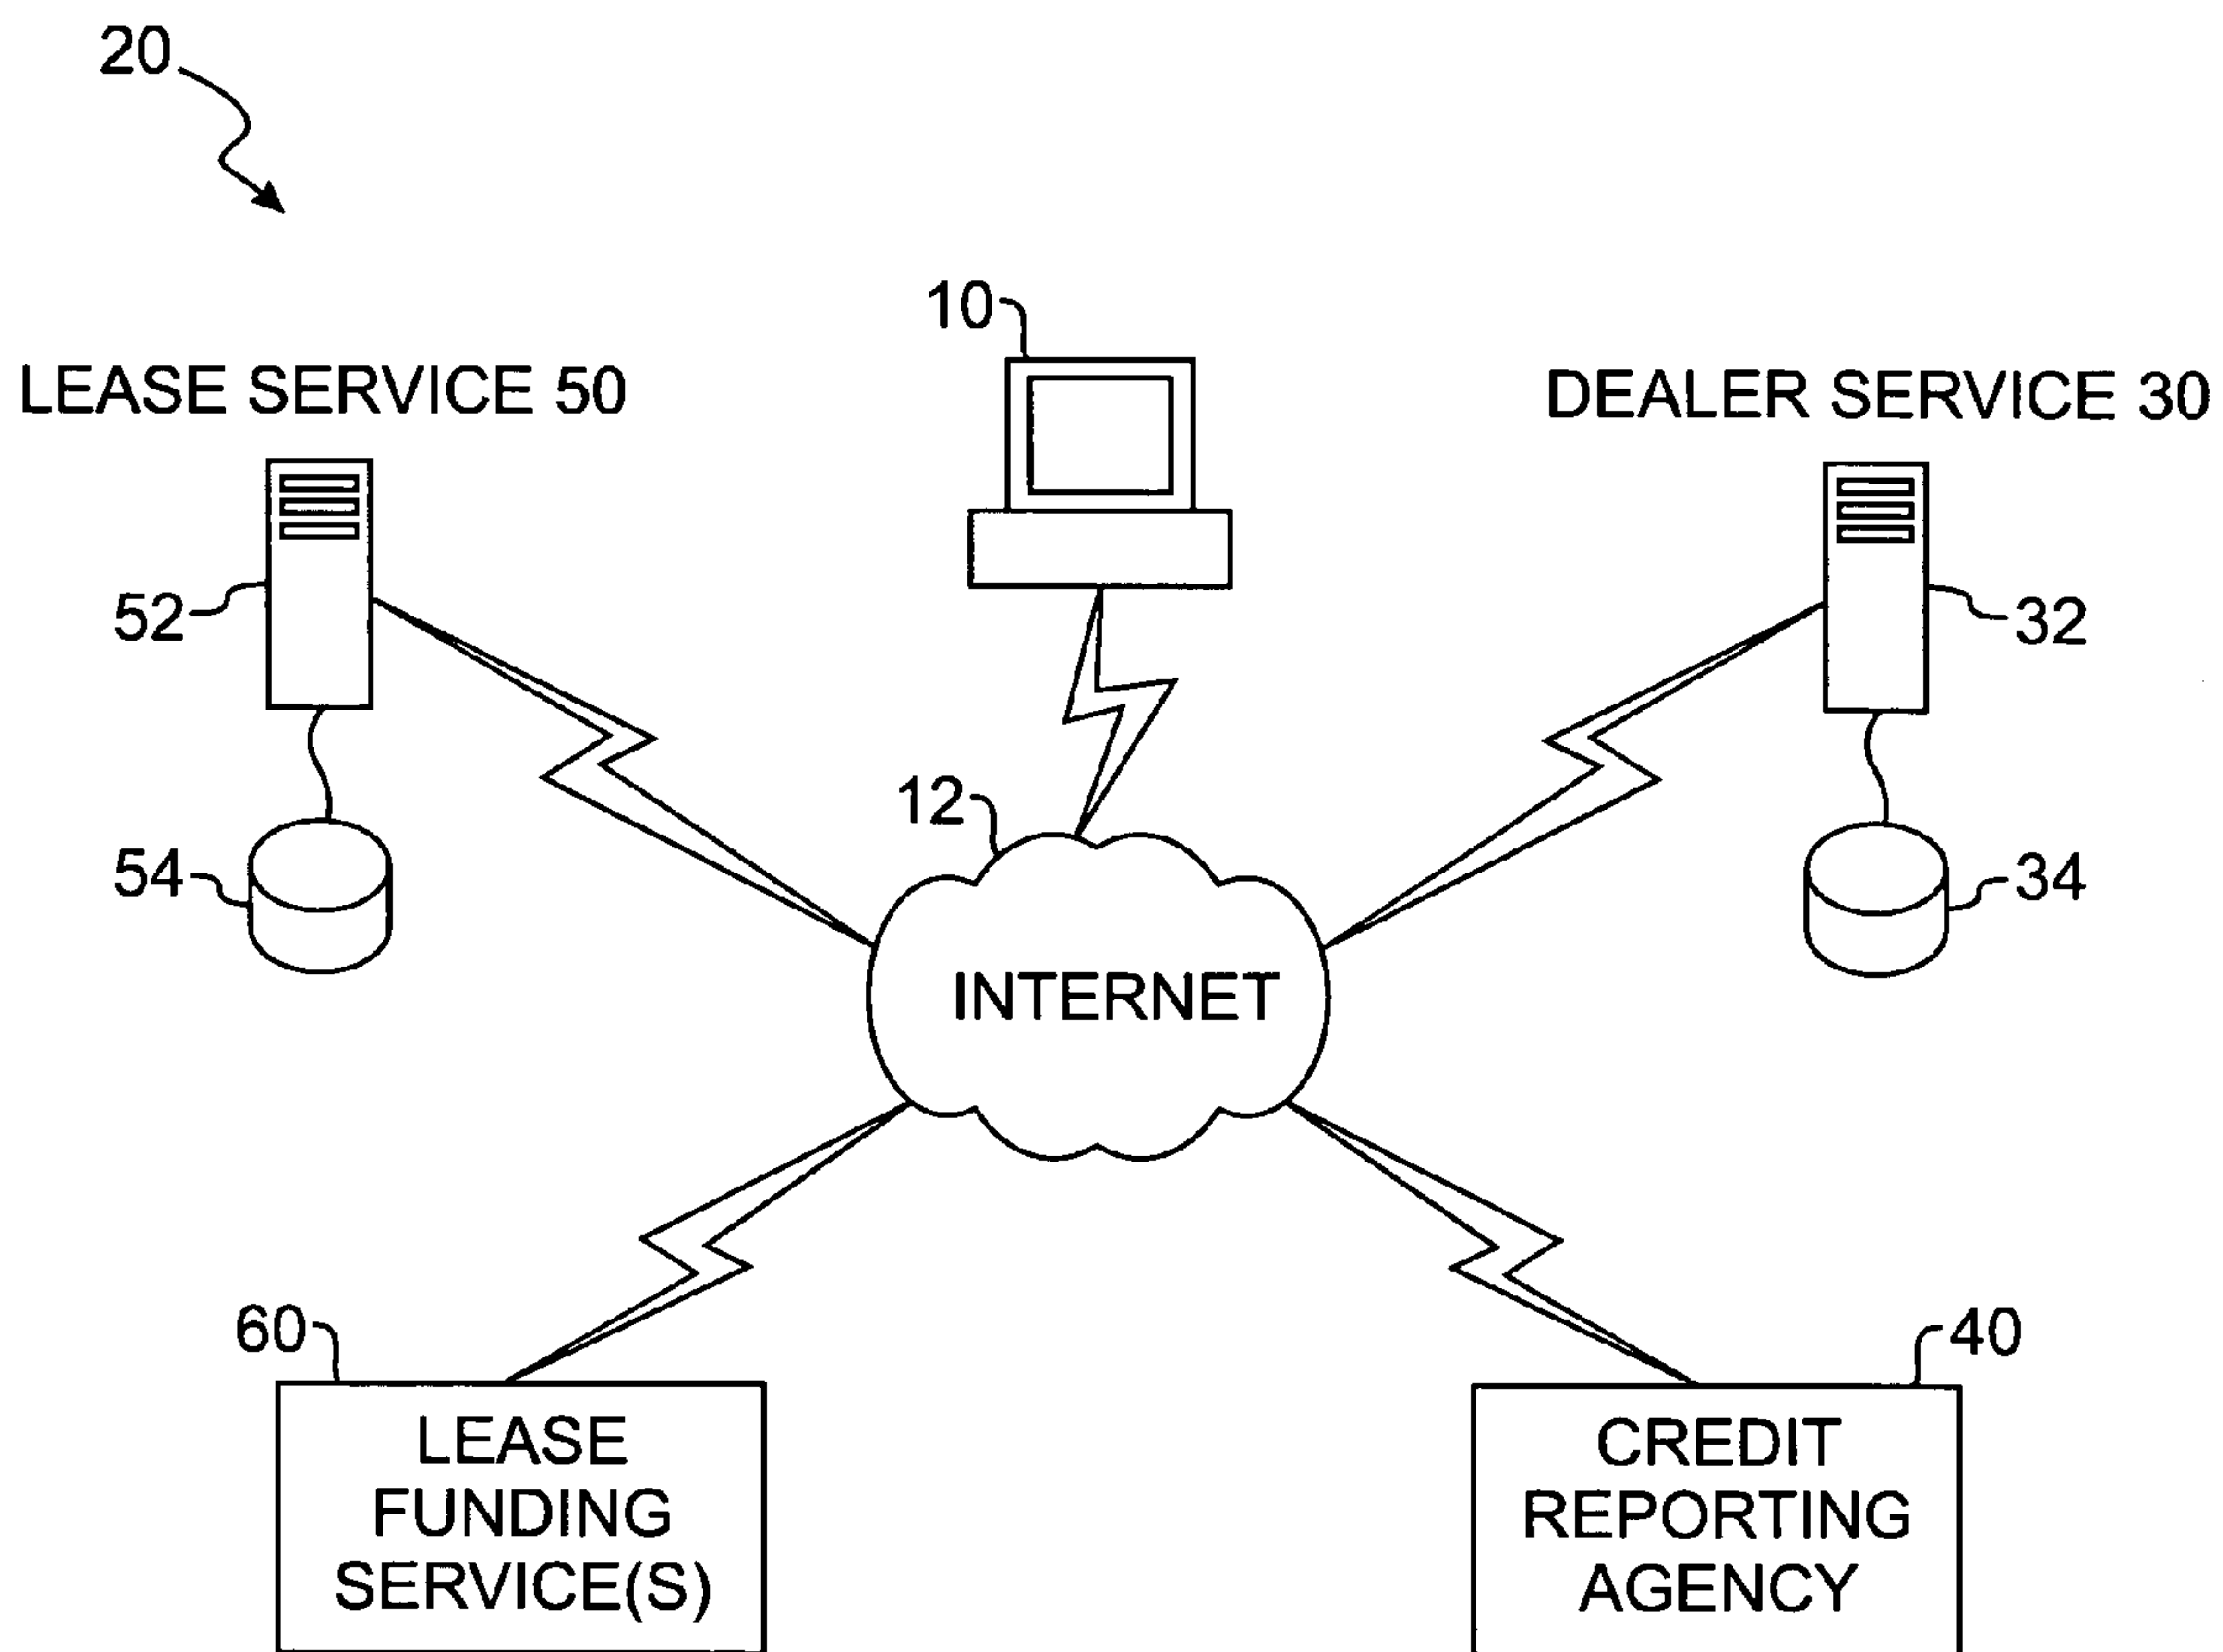 20
10
LEASE SERVICE 50
DEALER SERVICE 30
52
32
12
54
34
INTERNET
60
40
LEASE
FUNDING
SERVICE(S)
CREDIT
REPORTING
AGENCY